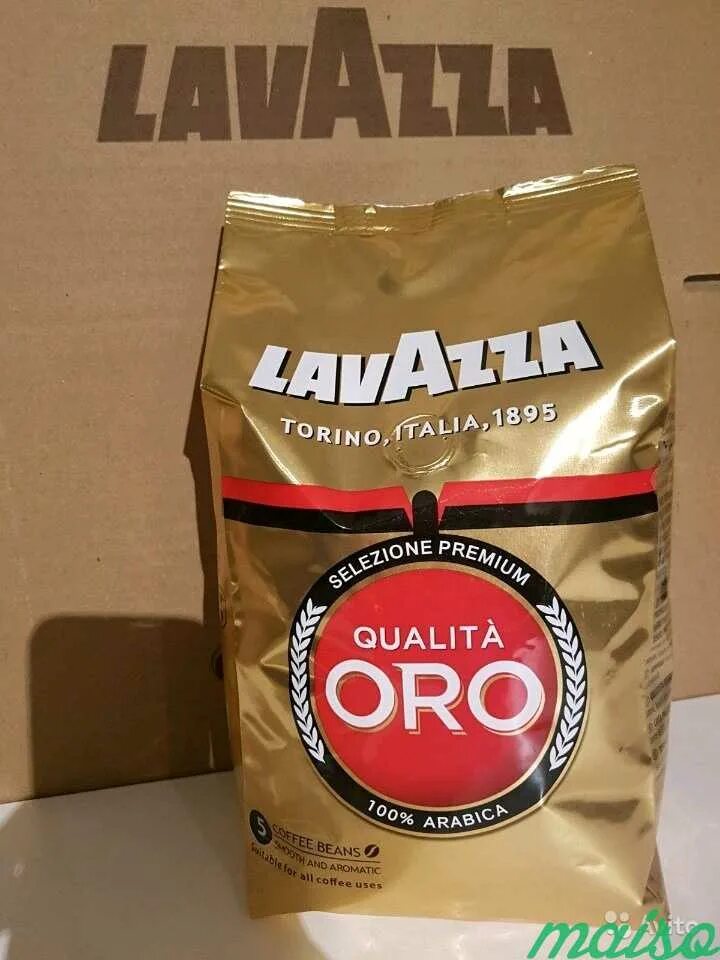 LAVAZZA
LAVAZZA
TORINO, ITALIA, 1895
SELEZIONE PREMIUM
QUALITÀ
ORO
100% ARABICA
5 COFFEE BEANS
SMOOTH AND AROMATIC
Suitable for all coffee uses
Avito
maiso